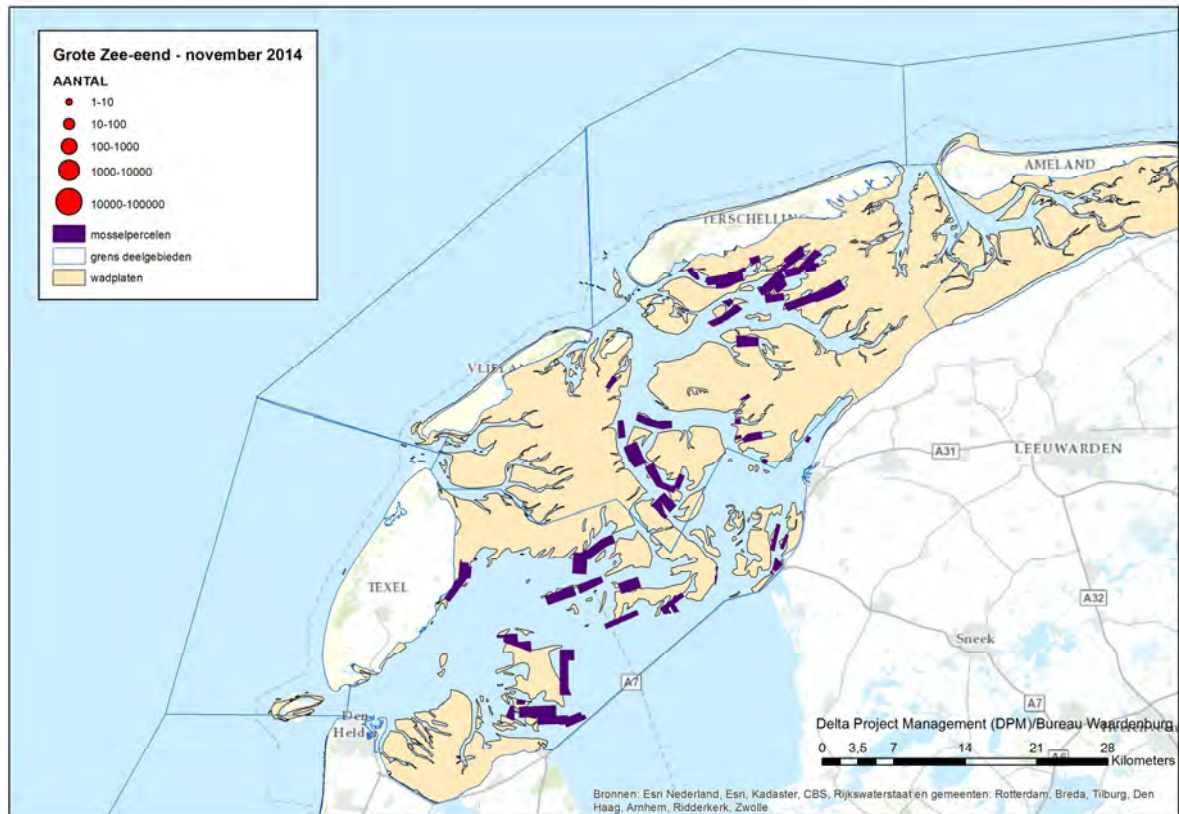 Grote Zee-eend - november 2014
AANTAL
1-10
10-100
100-1000
1000-10000
10000-100000
mosselpercelen
grens deelgebieden
wadplaten
AMELAND
TERSCHELLING
VLIELAN
A31
LEEUWARDEN
TEXEL
A32
Sneek
A7
A7
Den
Helder
Delta Project Management (DPM)/Bureau Waardenburg
Heerenveen
0 3,5 7 14 21 28
Kilometers
A6
Bronnen: Esri Nederland, Esri, Kadaster, CBS, Rijkswaterstaat en gemeenten: Rotterdam, Breda, Tilburg, Den
Haag, Arnhem, Ridderkerk, Zwolle